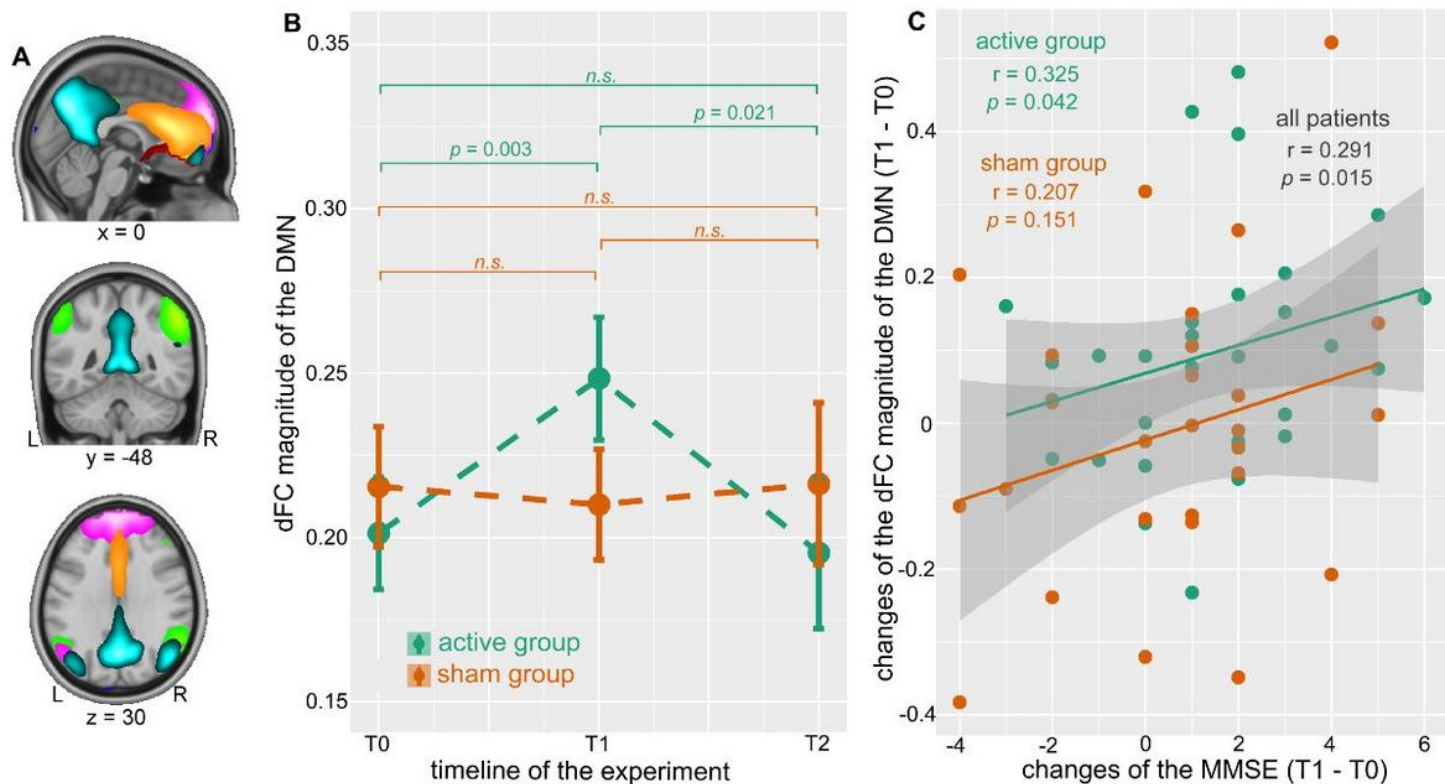 A
x = 0
L
R
y = -48
L
R
z = 30
B
dFC magnitude of the DMN
0.35
0.30
0.25
0.20
0.15
n.s.
p = 0.021
p = 0.003
n.s.
n.s.
n.s.
active group
sham group
T0
T1
T2
timeline of the experiment
C
changes of the dFC magnitude of the DMN (T1 - T0)
active group
r = 0.325
p = 0.042
all patients
r = 0.291
p = 0.015
sham group
r = 0.207
p = 0.151
0.4
0.2
0
-0.2
-0.4
-4
-2
0
2
4
6
changes of the MMSE (T1 - T0)